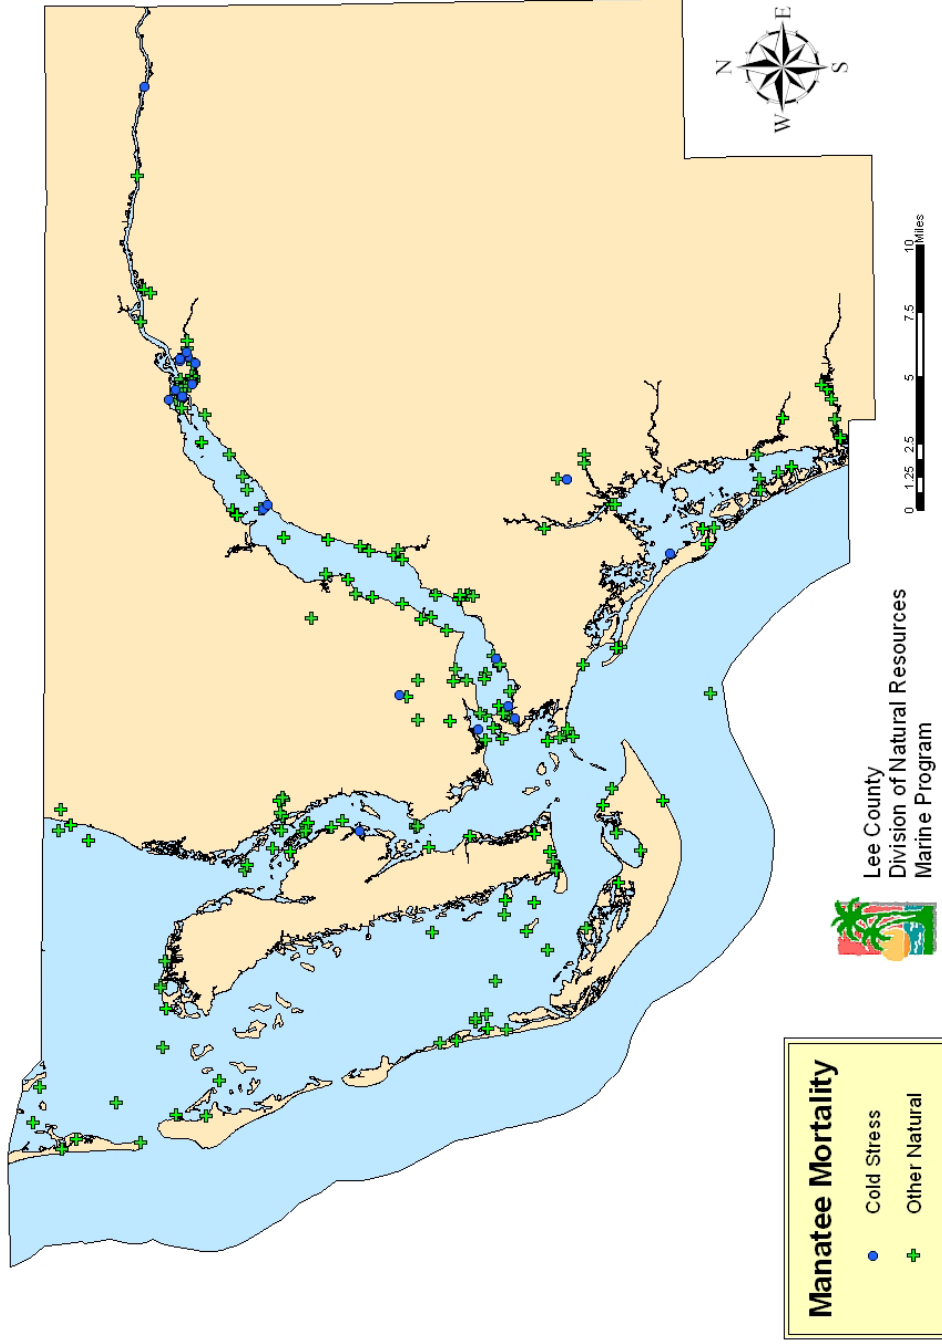 N
E
W
S
0 1.25 2.5 5 7.5 10
Miles
Lee County
Division of Natural Resources
Marine Program
Manatee Mortality
Cold Stress
Other Natural